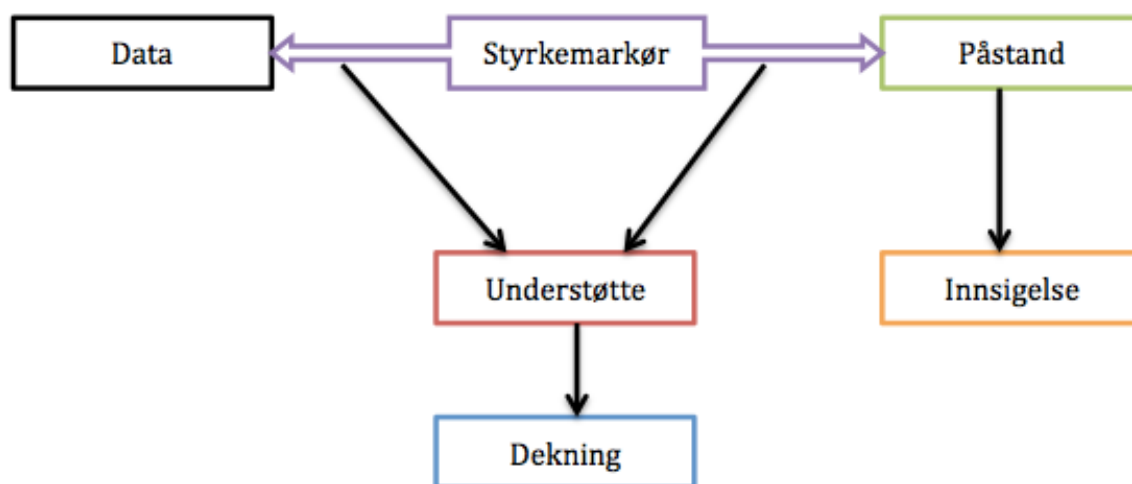 Data
Styrkemarkør
Påstand
Understøtte
Innsigelse
Dekning